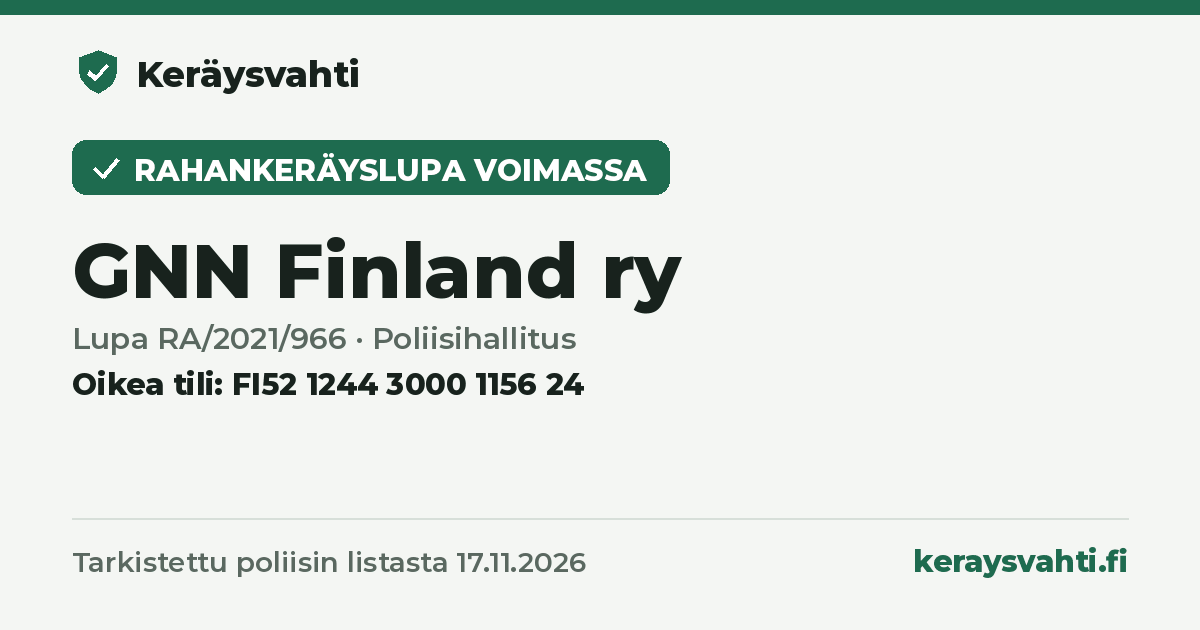 Keräysvahti
RAHANKERÄYSLUPA VOIMASSA
GNN Finland ry
Lupa RA/2021/966 · Poliisihallitus
Oikea tili: FI52 1244 3000 1156 24
Tarkistettu poliisin listasta 17.11.2026
keraysvahti.fi